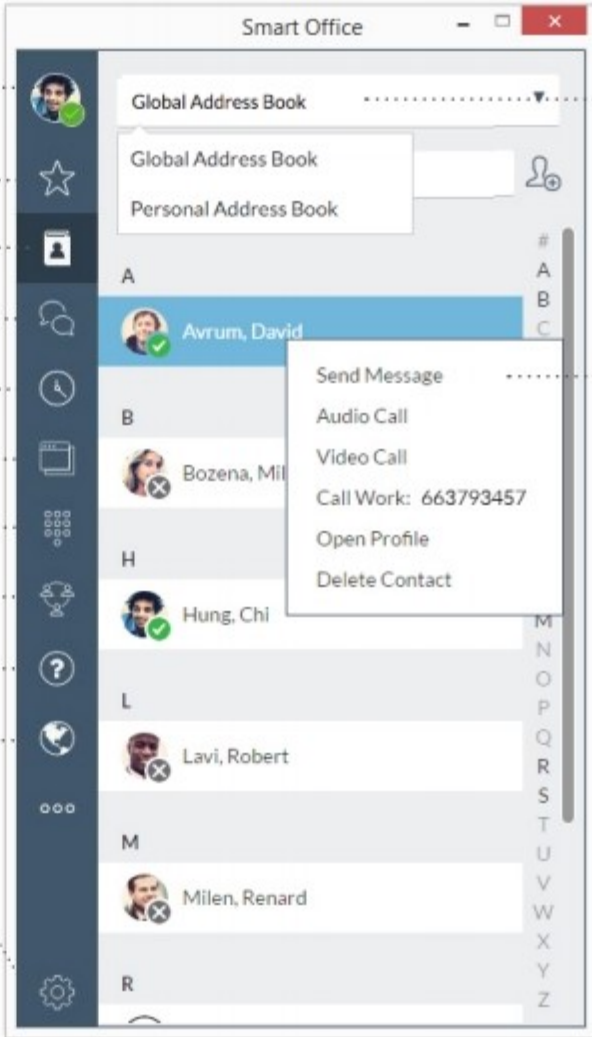 Smart Office
Global Address Book
Global Address Book
Personal Address Book
#
A
A
B
C
Avrum, David
Send Message
Audio Call
Video Call
Call Work: 663793457
Open Profile
Delete Contact
B
Bozena, Mil
H
Hung, Chi
L
Lavi, Robert
M
Milen, Renard
R
M
N
O
P
Q
R
S
T
U
V
W
X
Y
Z